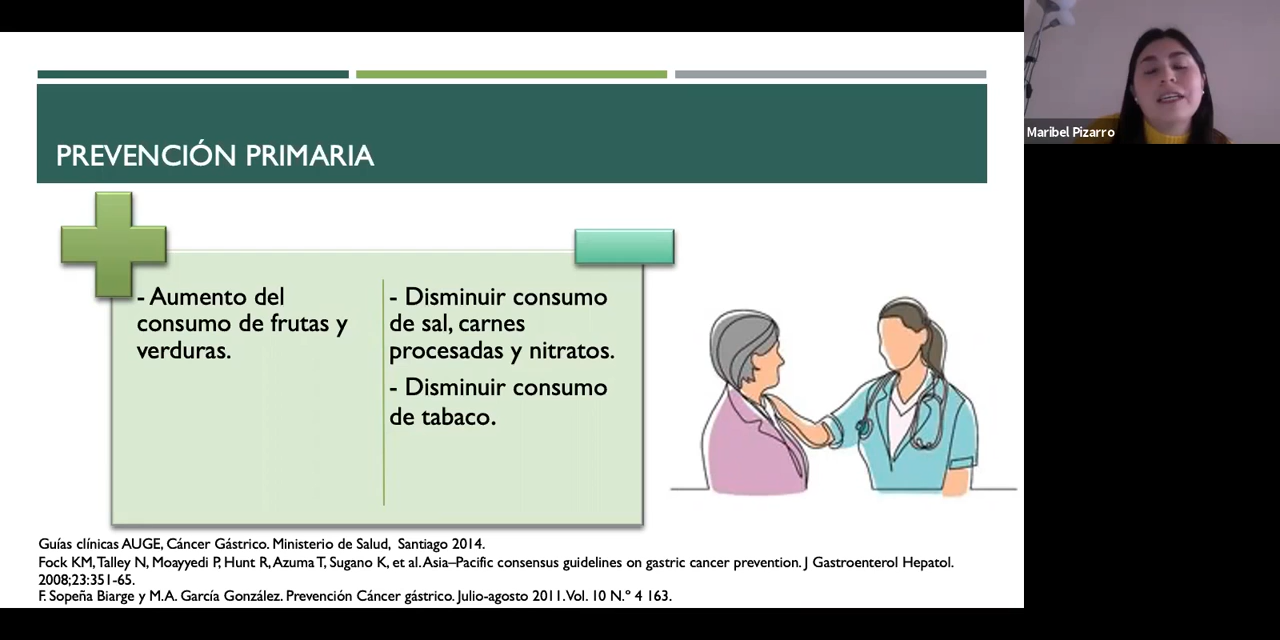 PREVENCIÓN PRIMARIA
- Aumento del
consumo de frutas y
verduras.
- Disminuir consumo
de sal, carnes
procesadas y nitratos.
- Disminuir consumo
de tabaco.
Guías clínicas AUGE, Cáncer Gástrico. Ministerio de Salud, Santiago 2014.
Fock KM, Talley N, Moayyedi P, Hunt R, Azuma T, Sugano K, et al. Asia–Pacific consensus guidelines on gastric cancer prevention. J Gastroenterol Hepatol.
2008;23:351-65.
F. Sopeña Biarge y M.A. García González. Prevención Cáncer gástrico. Julio-agosto 2011. Vol. 10 N.º 4 163.
Maribel Pizarro